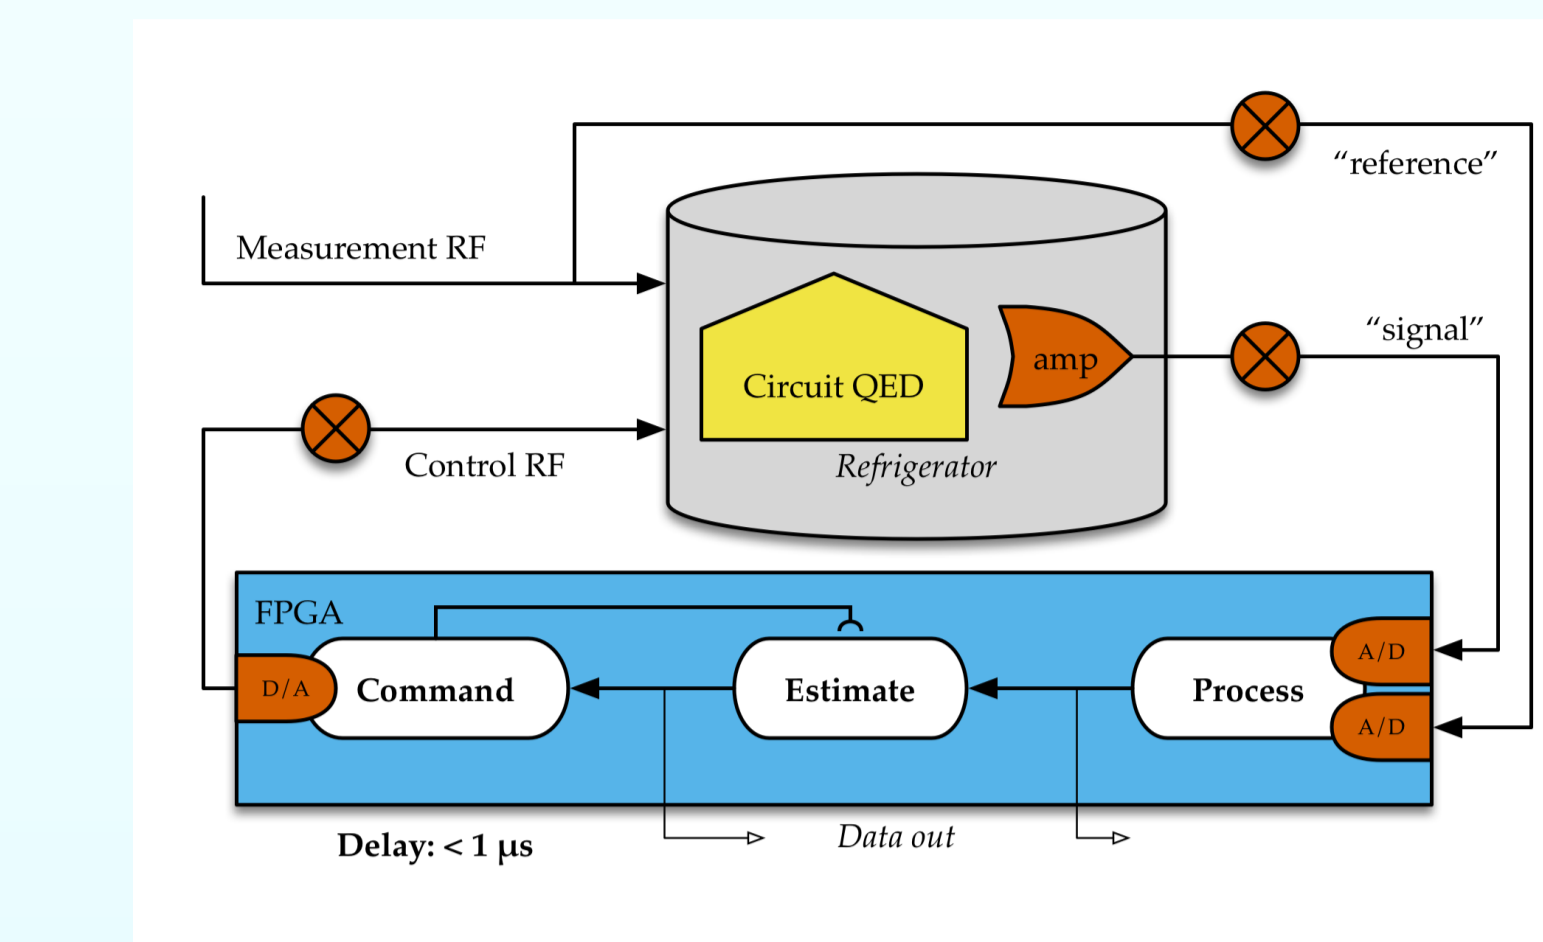 “reference”
Measurement RF
“signal”
amp
Circuit QED
Control RF
Refrigerator
FPGA
A/D
D/A
Command
Estimate
Process
A/D
Data out
Delay: < 1 μs